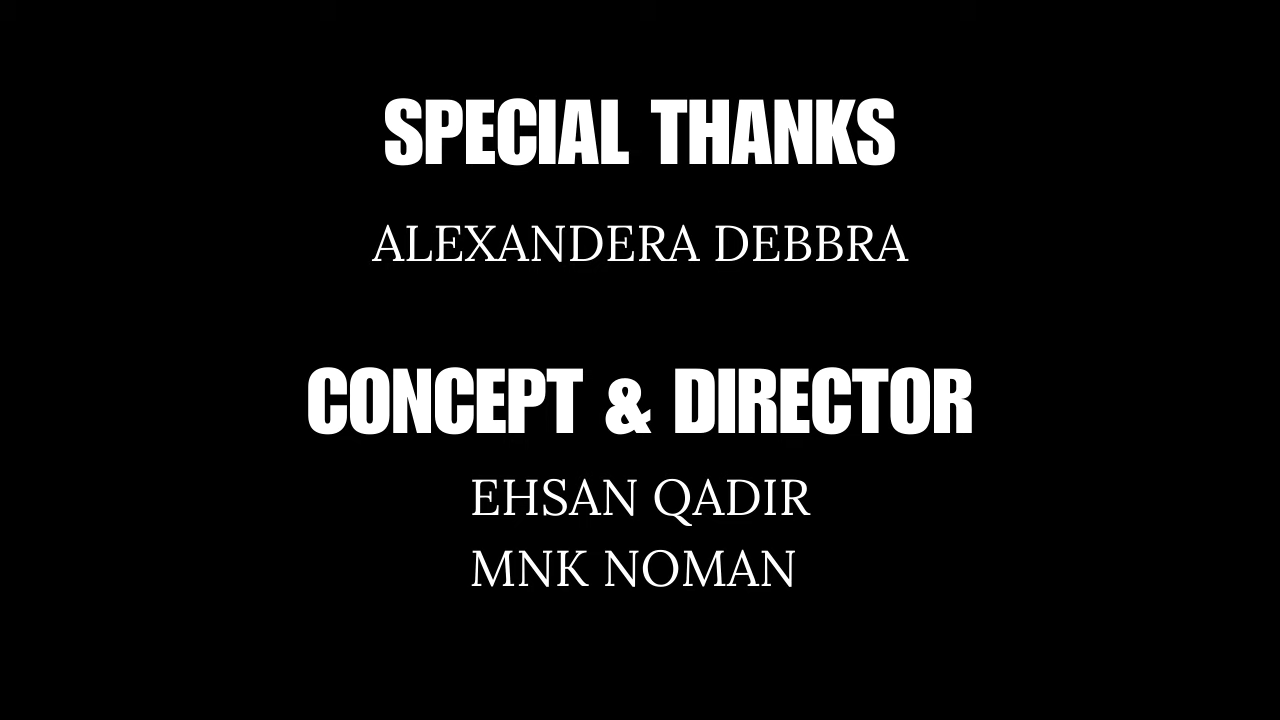 SPECIAL THANKS
ALEXANDERA DEBBRA
CONCEPT & DIRECTOR
EHSAN QADIR
MNK NOMAN